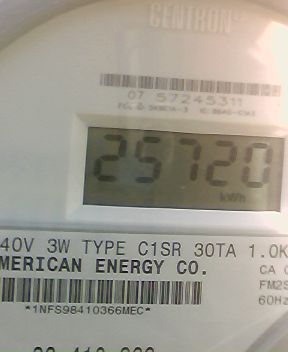 CENTRON
07 57245311
25720
kWh
40V 3W TYPE C1SR 30TA 1.0K
MERICAN ENERGY CO.
CA
FM2S
60Hz
*1NFS98410366MEC*